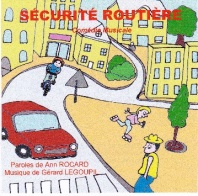 SÉCURITÉ ROUTIÈRE
Comédie Musicale
Paroles de Ann ROCARD
Musique de Gérard LEGOUPIL